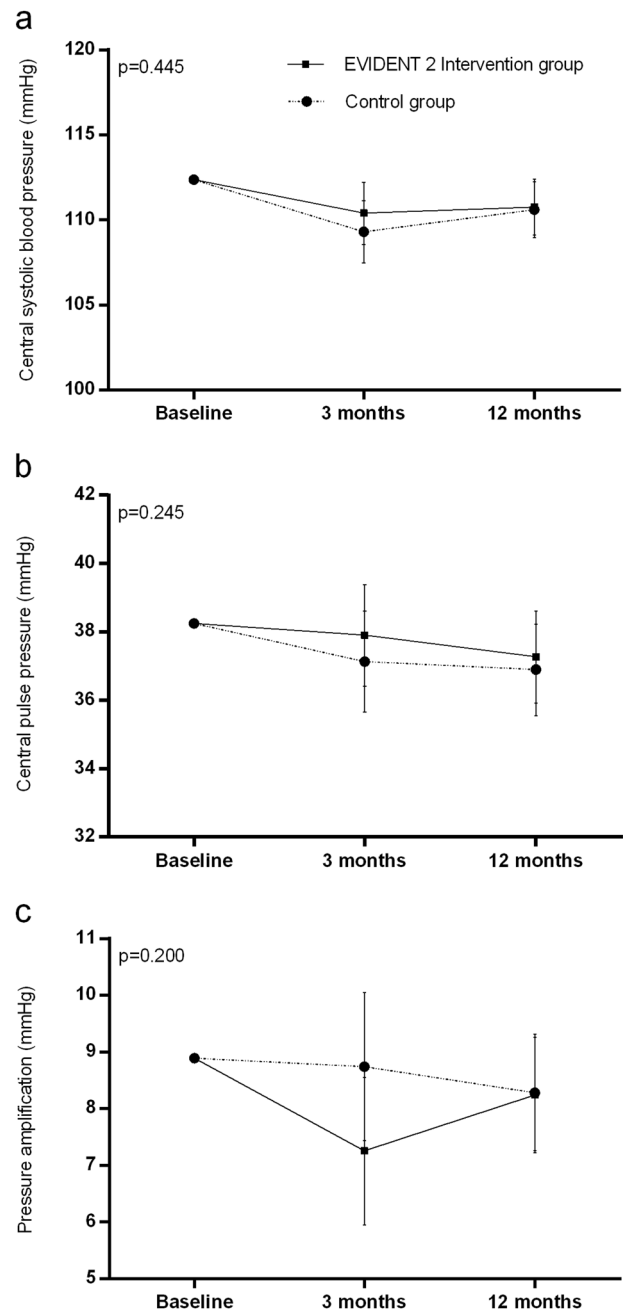 a
Central systolic blood pressure (mmHg)
120
115
110
105
100
p=0.445
EVIDENT 2 Intervention group
Control group
Baseline 3 months 12 months
b
Central pulse pressure (mmHg)
42
40
38
36
34
32
p=0.245
Baseline 3 months 12 months
c
Pressure amplification (mmHg)
11
10
9
8
7
6
5
p=0.200
Baseline 3 months 12 months